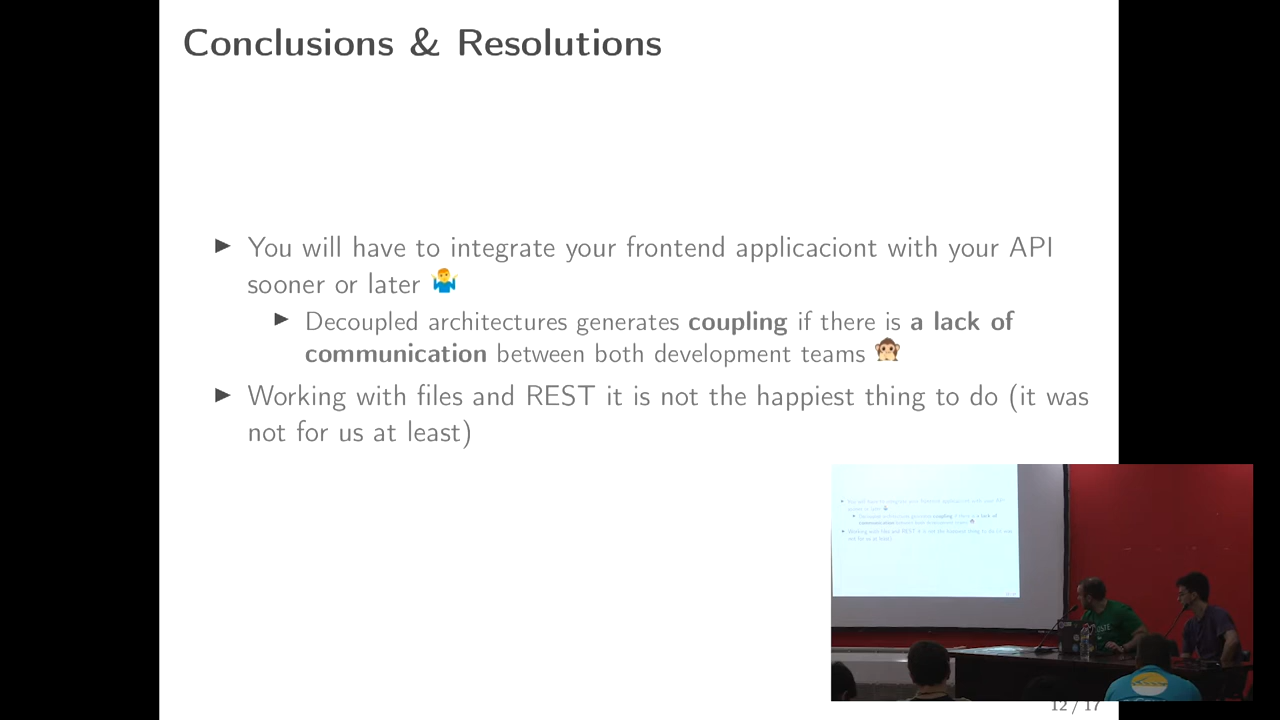 Conclusions & Resolutions
► You will have to integrate your frontend applicaciont with your API
sooner or later 🤷‍♂️
► Decoupled architectures generates coupling if there is a lack of
communication between both development teams 🙊
► Working with files and REST it is not the happiest thing to do (it was
not for us at least)
12 / 17